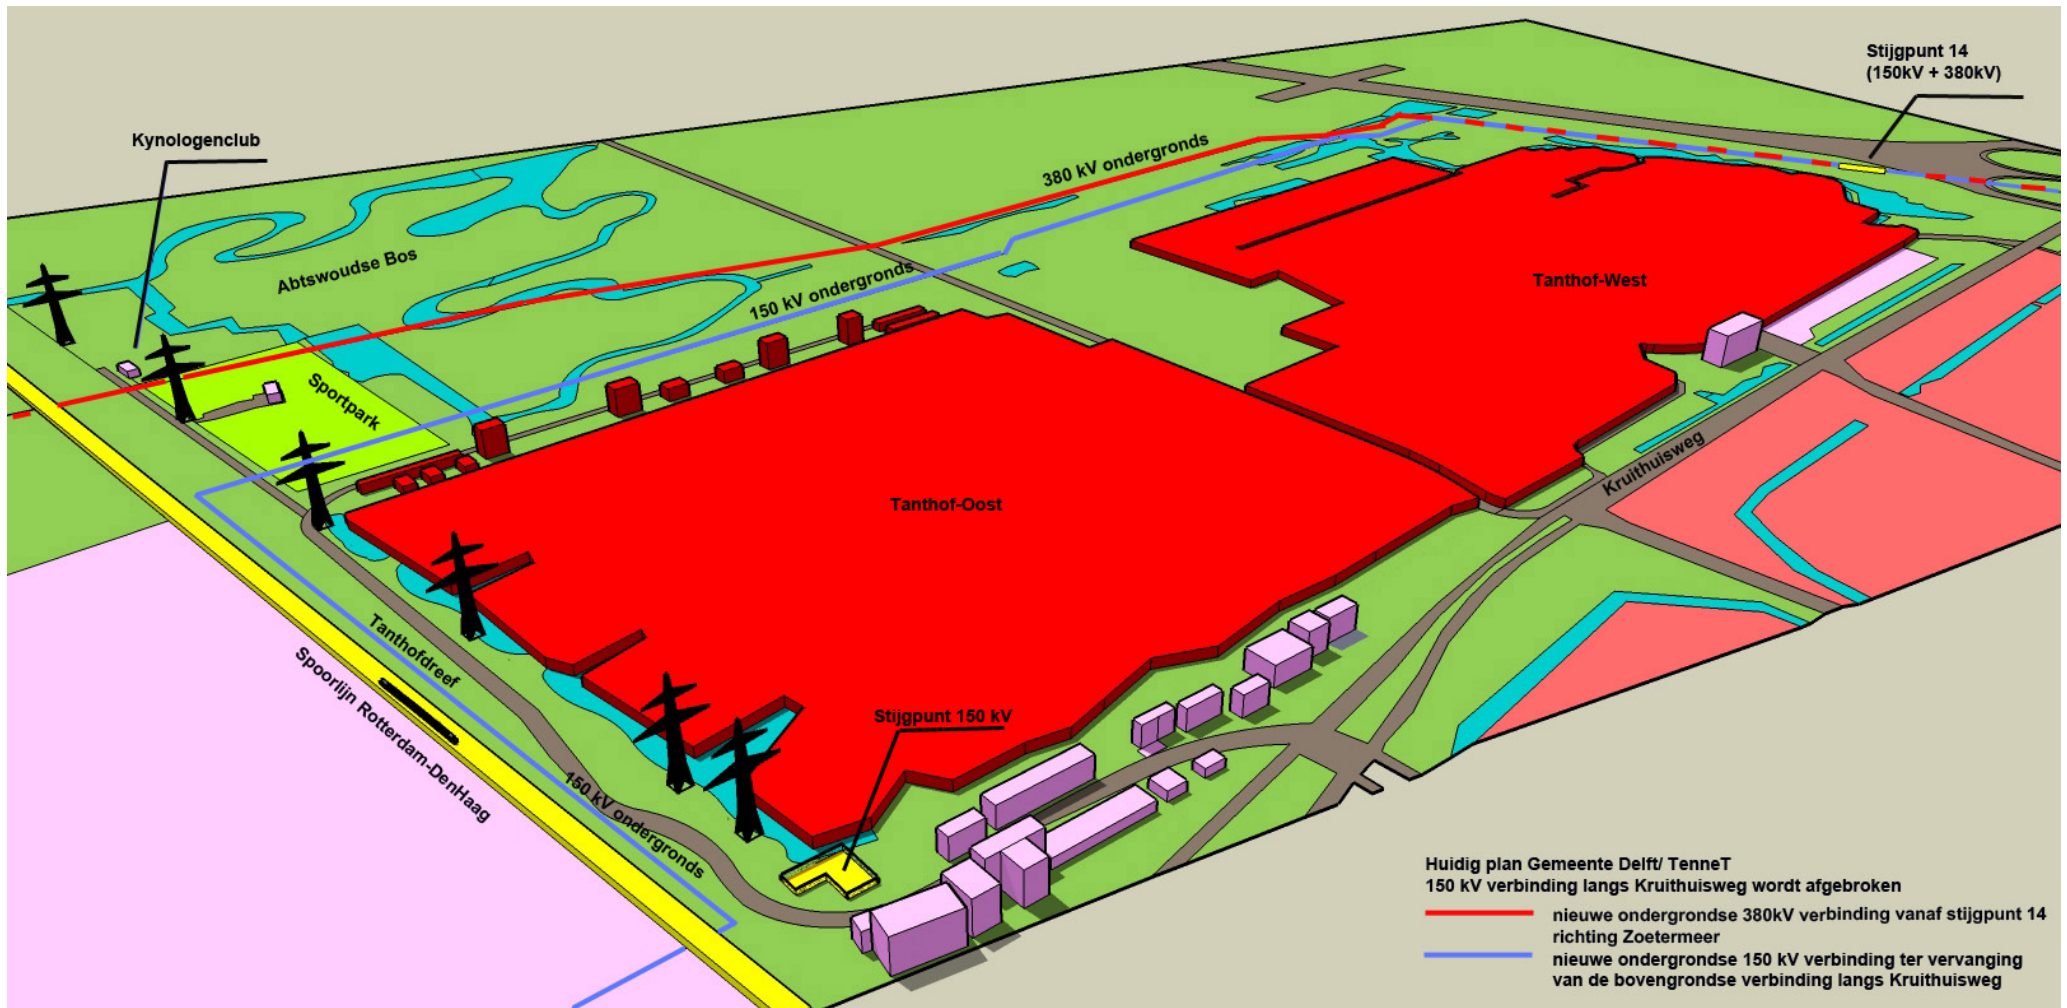 Stijgpunt 14
(150kV + 380kV)
Kynologenclub
380 kV ondergronds
Abtswoudse Bos
150 kV ondergronds
Tanthof-West
Sportpark
Kruithuisweg
Tanthof-Oost
Tanthofdreef
Spoorlijn Rotterdam-DenHaag
Stijgpunt 150 kV
150 kV ondergronds
Huidig plan Gemeente Delft/ TenneT
150 kV verbinding langs Kruithuisweg wordt afgebroken
nieuwe ondergrondse 380kV verbinding vanaf stijgpunt 14
richting Zoetermeer
nieuwe ondergrondse 150 kV verbinding ter vervanging
van de bovengrondse verbinding langs Kruithuisweg